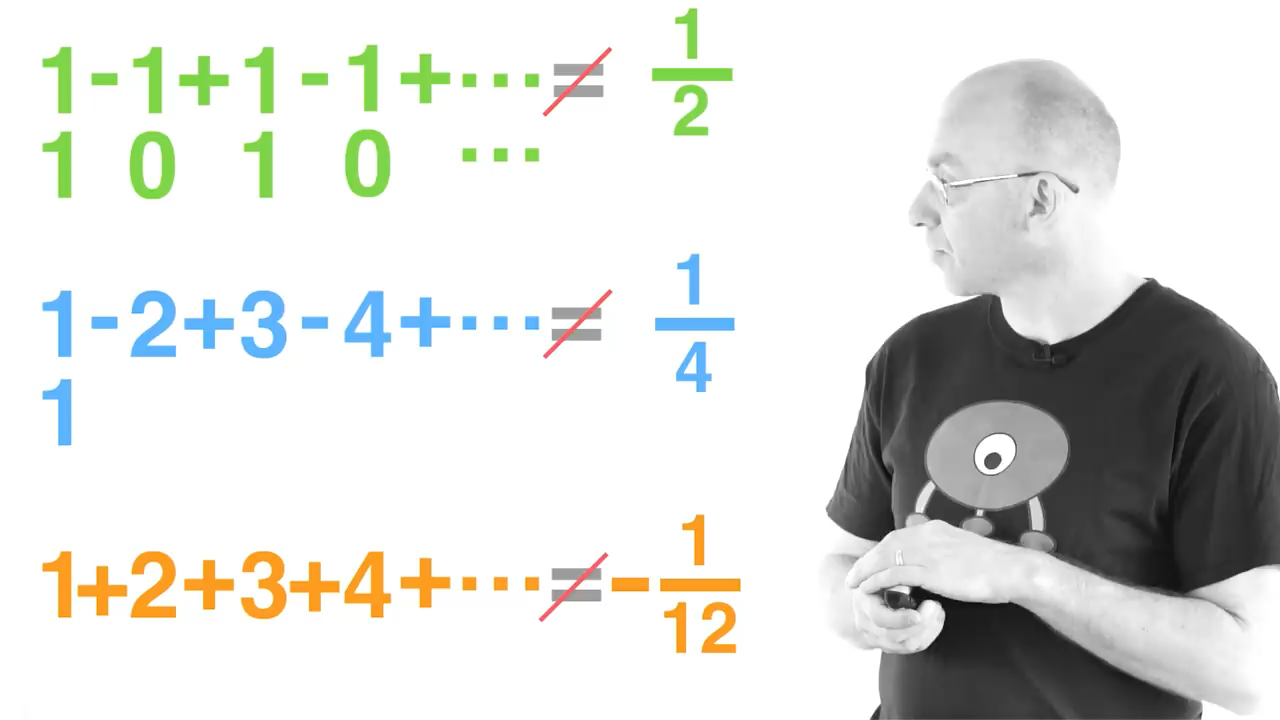 1-1+1-1+···≠ 1/2
1 0 1 0 ···
1-2+3-4+···≠ 1/4
1
1+2+3+4+···≠ -1/12